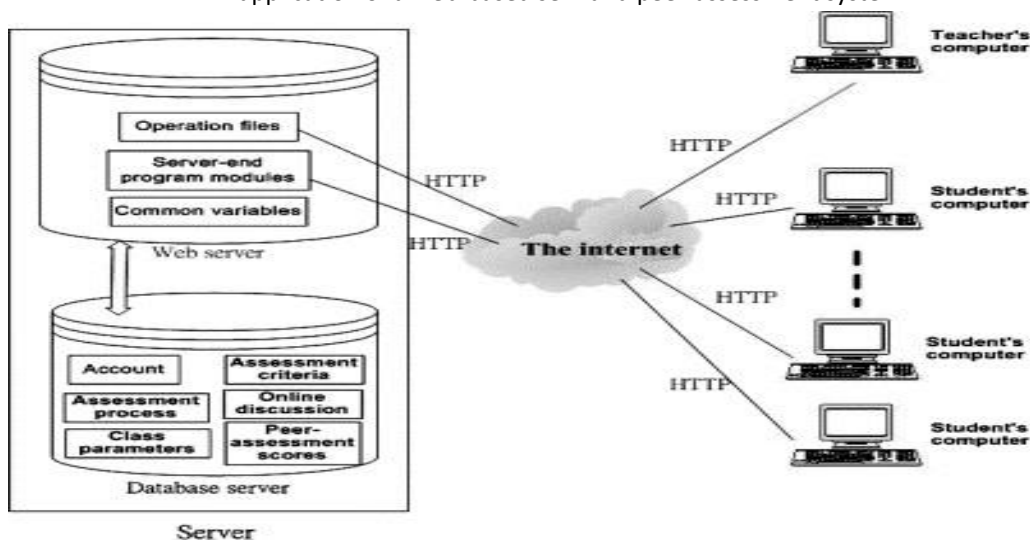 Operation files
Server-end
program modules
Common variables
Web server
Account
Assessment
criteria
Assessment
process
Online
discussion
Class
parameters
Peer-
assessment
scores
Database server
Server
HTTP
HTTP
The internet
HTTP
HTTP
HTTP
HTTP
Teacher's
computer
Student's
computer
Student's
computer
Student's
computer